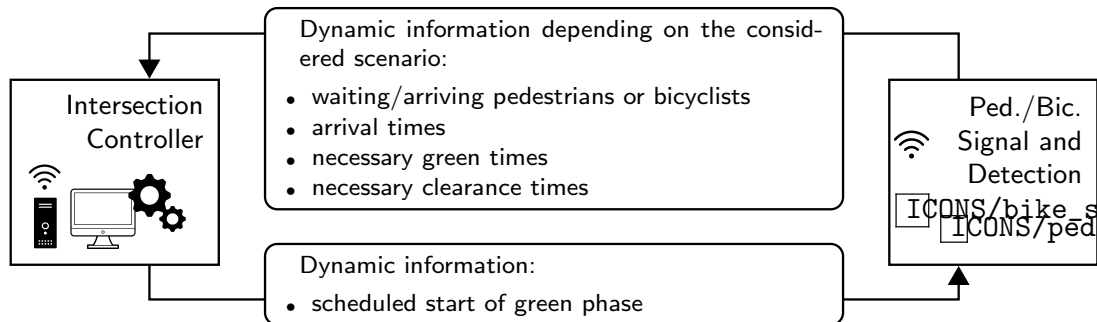 Dynamic information depending on the consid-
ered scenario:
• waiting/arriving pedestrians or bicyclists
• arrival times
• necessary green times
• necessary clearance times
Intersection
Controller
Ped./Bic.
Signal and
Detection
ICONS/bike_s
ICONS/ped
Dynamic information:
• scheduled start of green phase